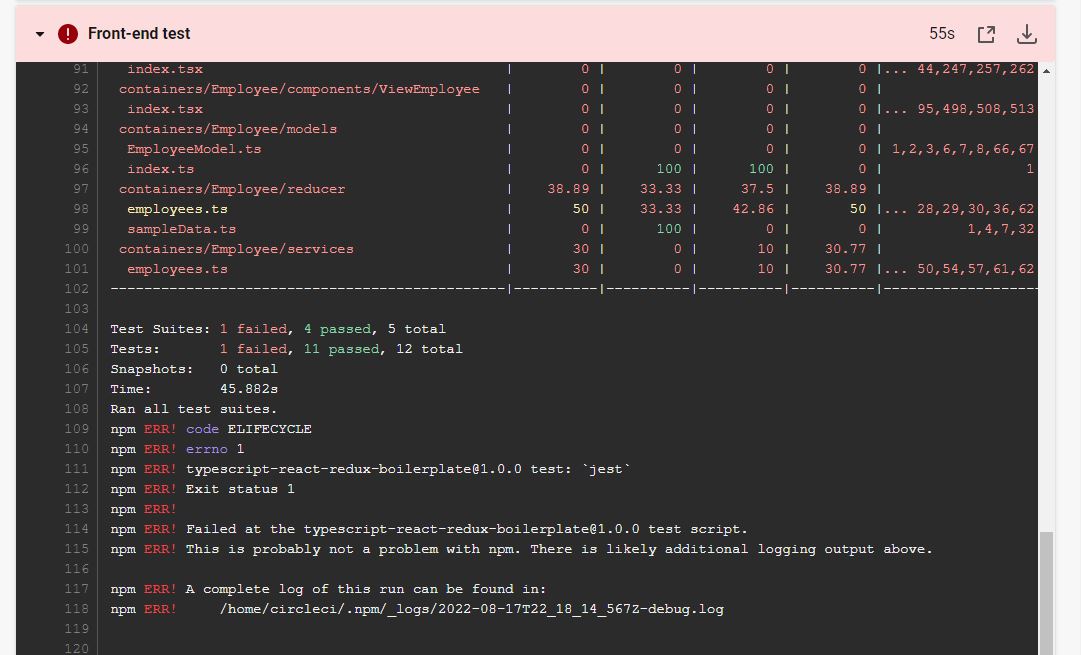 Front-end test 55s
91 index.tsx | 0 | 0 | 0 | 0 |... 44,247,257,262
92 containers/Employee/components/ViewEmployee | 0 | 0 | 0 | 0 |
93 index.tsx | 0 | 0 | 0 | 0 |... 95,498,508,513
94 containers/Employee/models | 0 | 0 | 0 | 0 |
95 EmployeeModel.ts | 0 | 0 | 0 | 0 | 1,2,3,6,7,8,66,67
96 index.ts | 0 | 100 | 100 | 0 | 1
97 containers/Employee/reducer | 38.89 | 33.33 | 37.5 | 38.89 |
98 employees.ts | 50 | 33.33 | 42.86 | 50 |... 28,29,30,36,62
99 sampleData.ts | 0 | 100 | 0 | 0 | 1,4,7,32
100 containers/Employee/services | 30 | 0 | 10 | 30.77 |
101 employees.ts | 30 | 0 | 10 | 30.77 |... 50,54,57,61,62
102 -----------------------------------------------|----------|----------|----------|----------|-------------------
103
104 Test Suites: 1 failed, 4 passed, 5 total
105 Tests: 1 failed, 11 passed, 12 total
106 Snapshots: 0 total
107 Time: 45.882s
108 Ran all test suites.
109 npm ERR! code ELIFECYCLE
110 npm ERR! errno 1
111 npm ERR! typescript-react-redux-boilerplate@1.0.0 test: `jest`
112 npm ERR! Exit status 1
113 npm ERR!
114 npm ERR! Failed at the typescript-react-redux-boilerplate@1.0.0 test script.
115 npm ERR! This is probably not a problem with npm. There is likely additional logging output above.
116
117 npm ERR! A complete log of this run can be found in:
118 npm ERR! /home/circleci/.npm/_logs/2022-08-17T22_18_14_567Z-debug.log
119
120